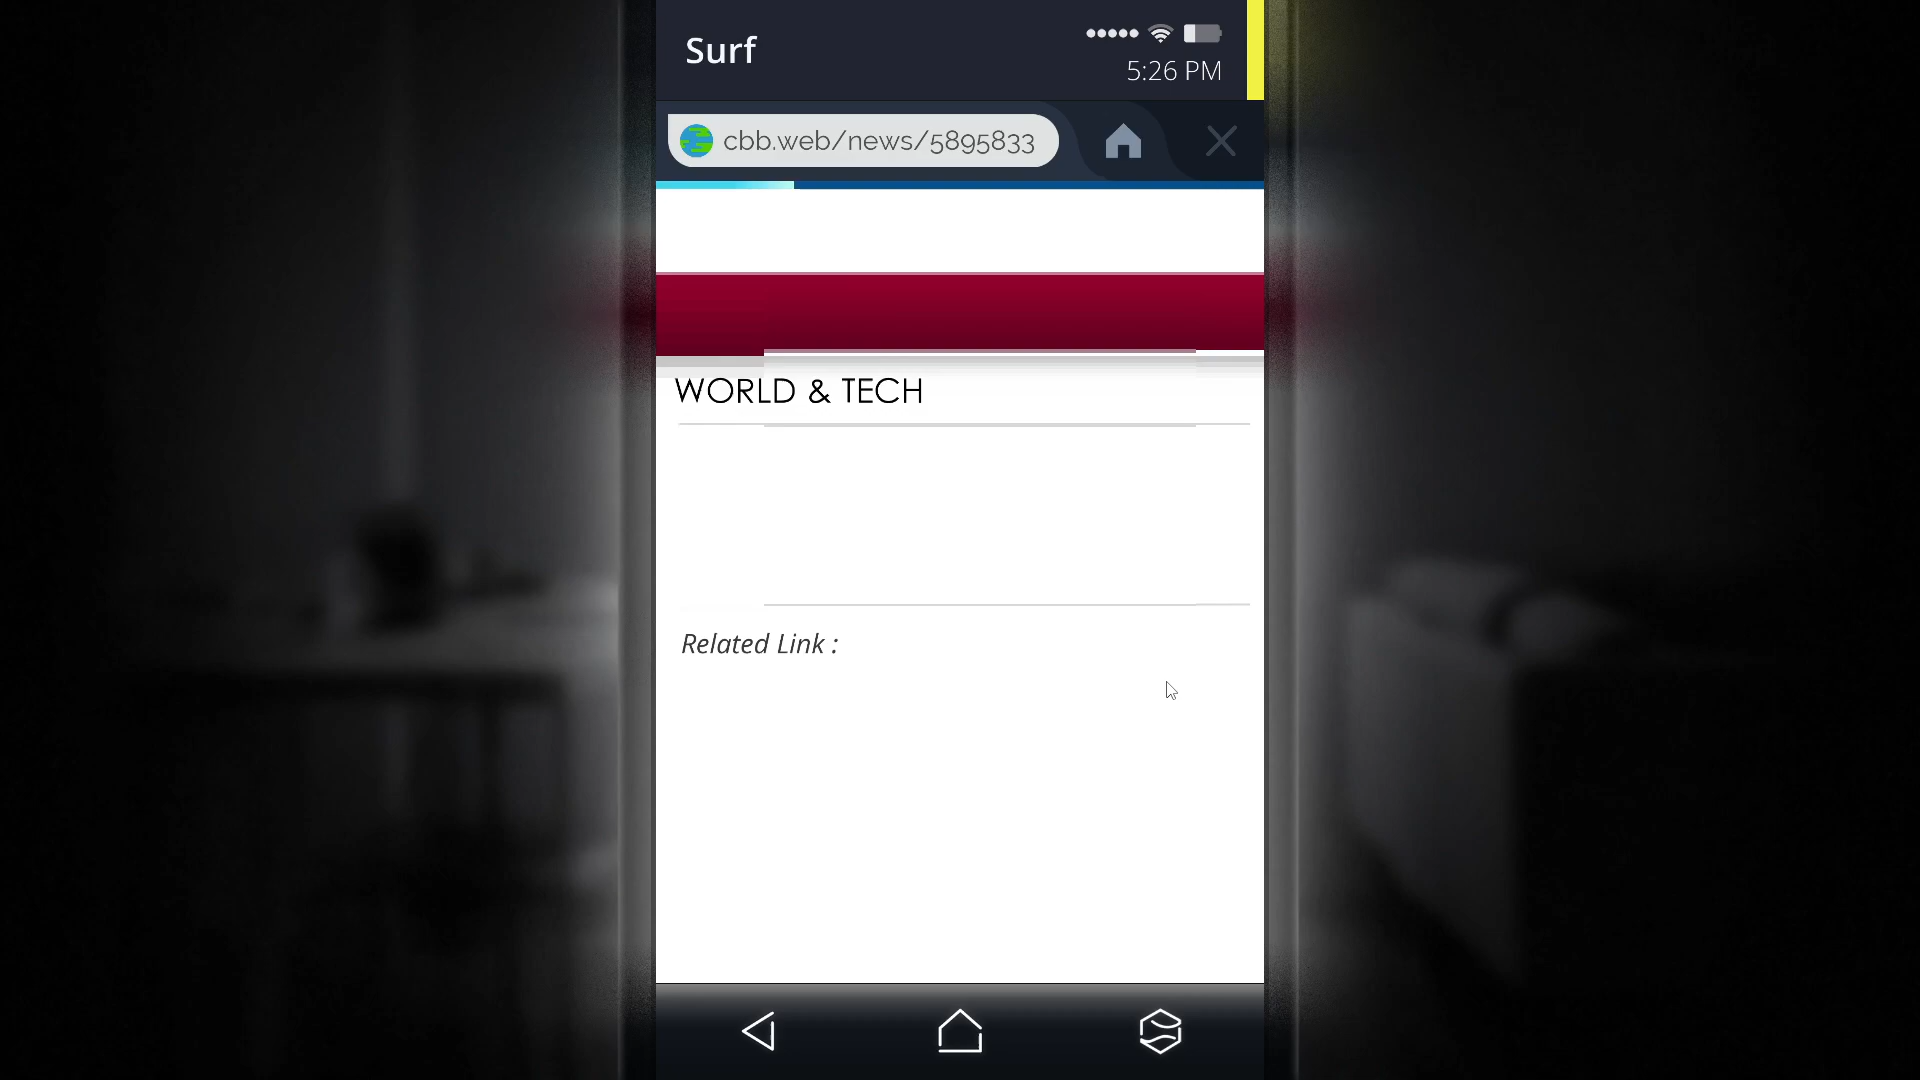 Surf
5:26 PM
cbb.web/news/5895833
WORLD & TECH
Related Link :